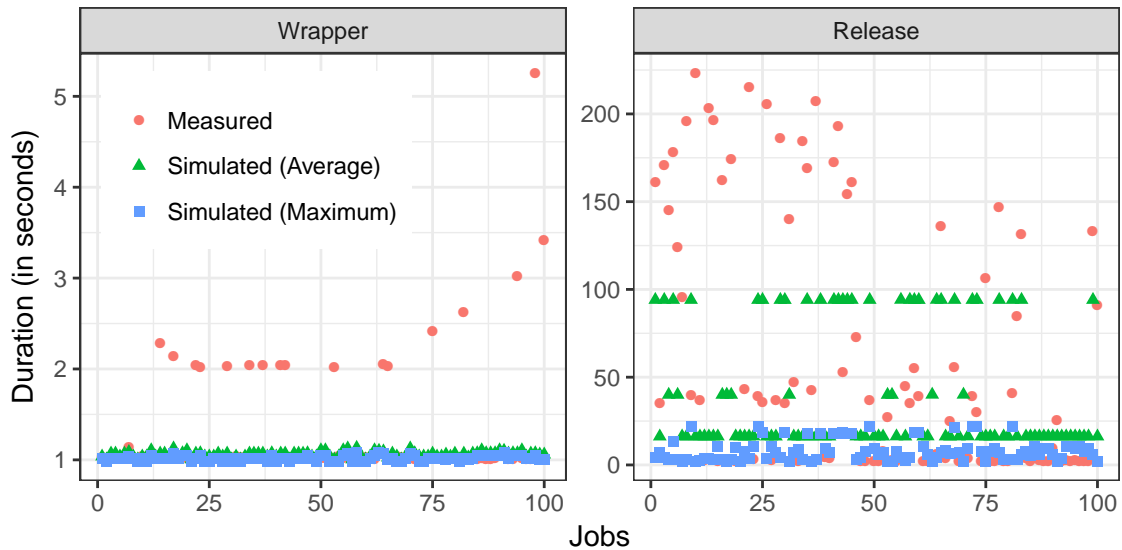 Wrapper
Release
Duration (in seconds)
5
4
3
2
1
Measured
Simulated (Average)
Simulated (Maximum)
200
150
100
50
0
0 25 50 75 100
0 25 50 75 100
Jobs